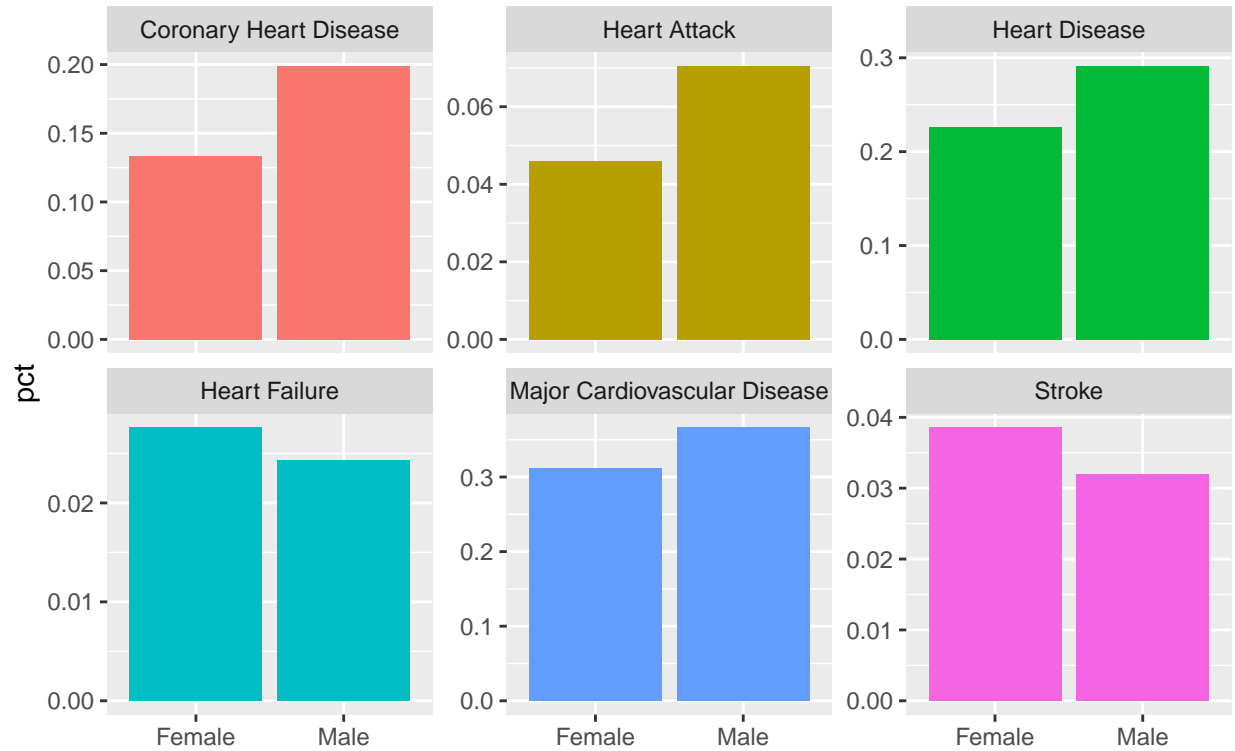 Coronary Heart Disease
Heart Attack
Heart Disease
0.20
0.15
0.10
0.05
0.00
0.06
0.04
0.02
0.00
0.3
0.2
0.1
0.0
pct
Heart Failure
Major Cardiovascular Disease
Stroke
0.02
0.01
0.00
0.3
0.2
0.1
0.0
0.04
0.03
0.02
0.01
0.00
Female Male
Female Male
Female Male